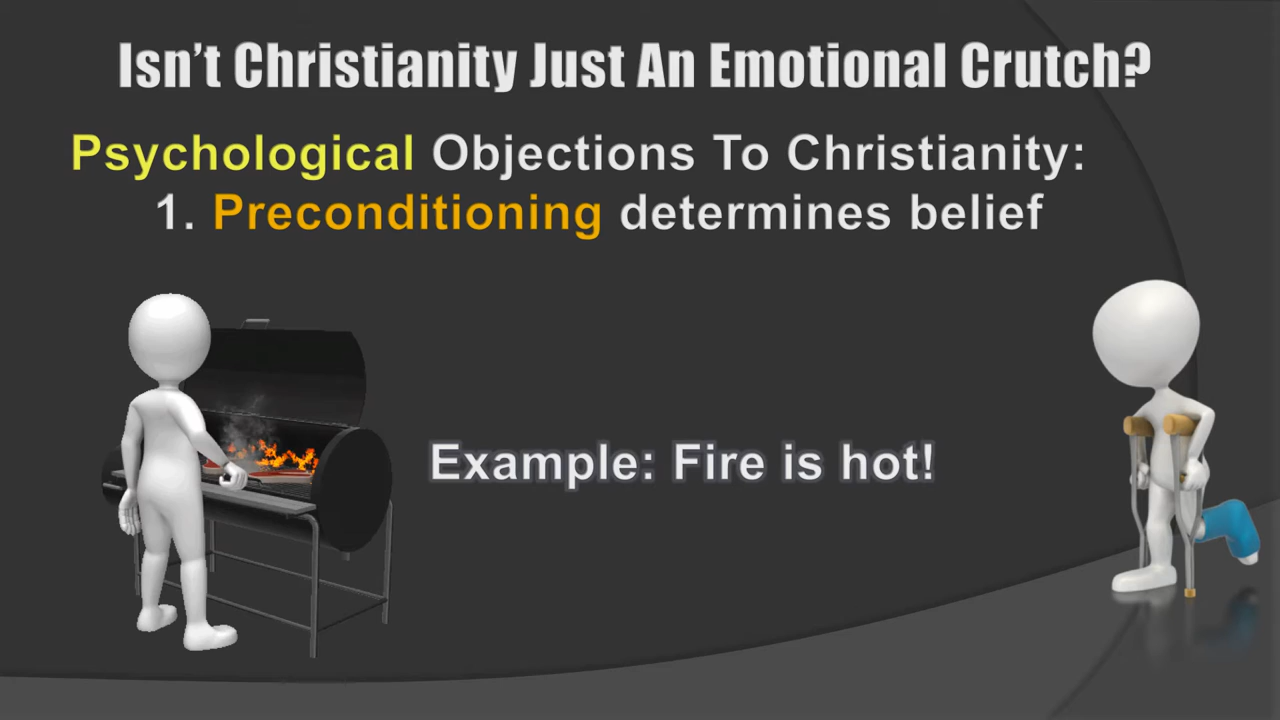 Isn't Christianity Just An Emotional Crutch?
Psychological Objections To Christianity:
1. Preconditioning determines belief
Example: Fire is hot!